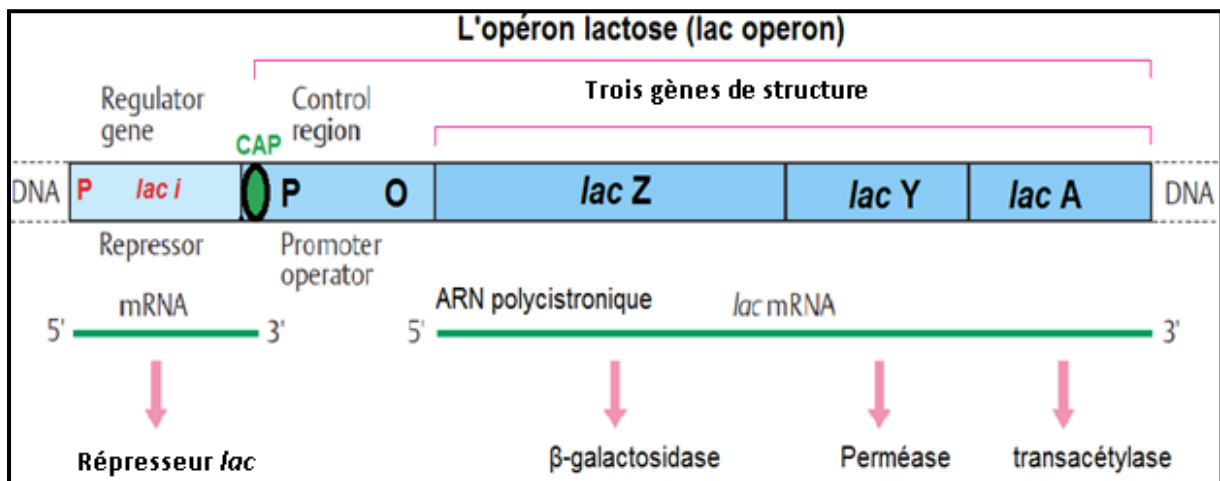 L'opéron lactose (lac operon)
Trois gènes de structure
Regulator
gene
Control
region
CAP
DNA P lac i P O lac Z lac Y lac A DNA
Repressor
Promoter
operator
mRNA
ARN polycistronique lac mRNA
5' 3' 5' 3'
Répresseur lac β-galactosidase Perméase transacétylase